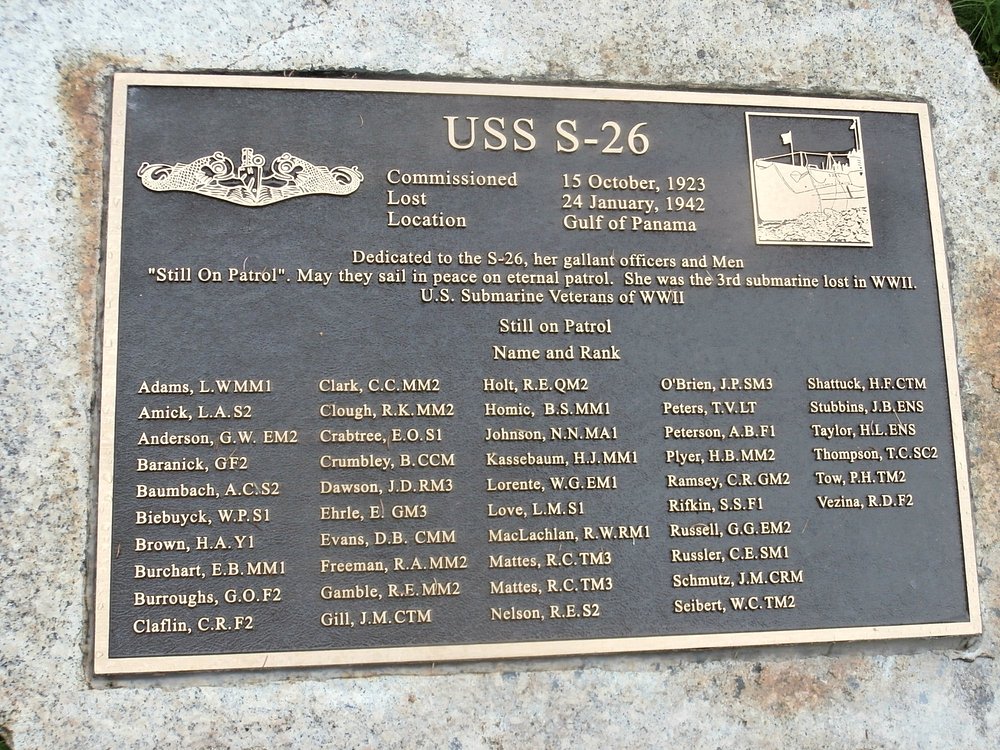 USS S-26
Commissioned 15 October, 1923
Lost 24 January, 1942
Location Gulf of Panama
Dedicated to the S-26, her gallant officers and Men
"Still On Patrol". May they sail in peace on eternal patrol. She was the 3rd submarine lost in WWII.
U.S. Submarine Veterans of WWII
Still on Patrol
Name and Rank
Adams, L.W MM1
Amick, L.A. S2
Anderson, G.W. EM2
Baranick, G F2
Baumbach, A.C. S2
Biebuyck, W.P. S1
Brown, H.A. Y1
Burchart, E.B. MM1
Burroughs, G.O. F2
Claflin, C.R. F2
Clark, C.C. MM2
Clough, R.K. MM2
Crabtree, E.O. S1
Crumbley, B. CCM
Dawson, J.D. RM3
Ehrle, E. GM3
Evans, D.B. CMM
Freeman, R.A. MM2
Gamble, R.E. MM2
Gill, J.M. CTM
Holt, R.E. QM2
Homic, B.S. MM1
Johnson, N.N. MA1
Kassebaum, H.J. MM1
Lorente, W.G. EM1
Love, L.M. S1
MacLachlan, R.W. RM1
Mattes, R.C. TM3
Mattes, R.C. TM3
Nelson, R.E. S2
O'Brien, J.P. SM3
Peters, T.V. LT
Peterson, A.B. F1
Plyer, H.B. MM2
Ramsey, C.R. GM2
Rifkin, S.S. F1
Russell, G.G. EM2
Russler, C.E. SM1
Schmutz, J.M. CRM
Seibert, W.C. TM2
Shattuck, H.F. CTM
Stubbins, J.B. ENS
Taylor, H.L. ENS
Thompson, T.C. SC2
Tow, P.H. TM2
Vezina, R.D. F2